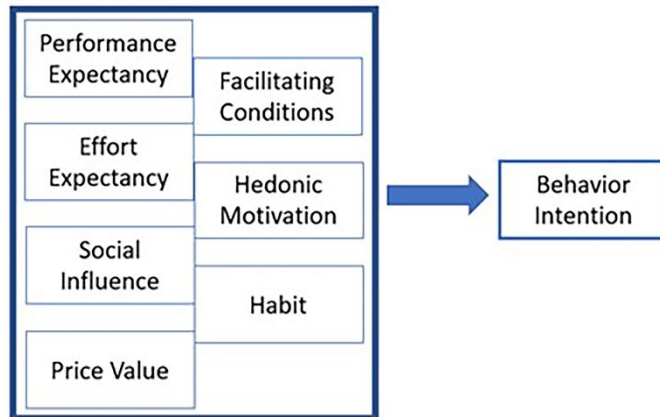 Performance
Expectancy
Facilitating
Conditions
Effort
Expectancy
Hedonic
Motivation
Behavior
Intention
Social
Influence
Habit
Price Value